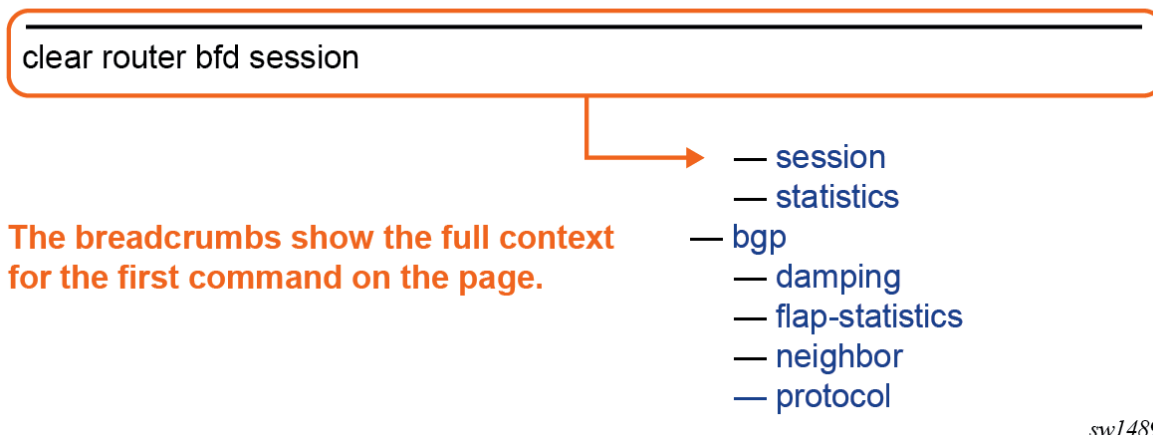 clear router bfd session
— session
— statistics
The breadcrumbs show the full context
for the first command on the page.
— bgp
— damping
— flap-statistics
— neighbor
— protocol